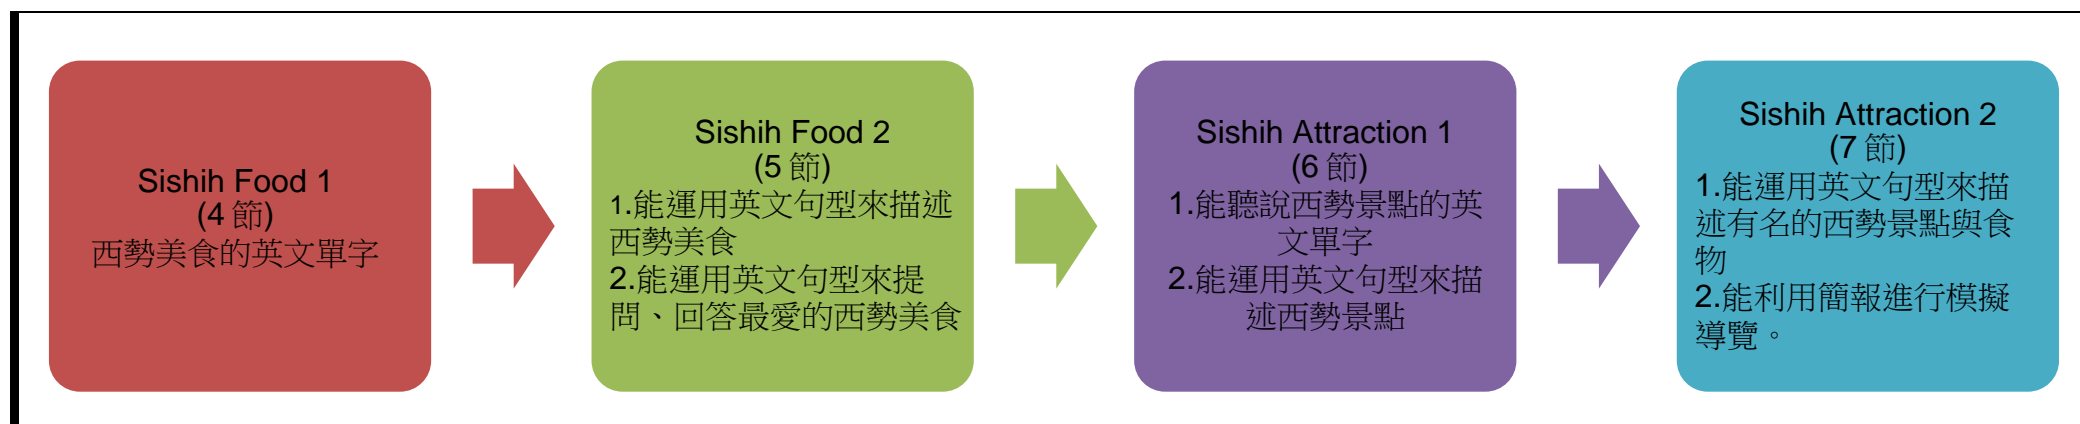 Sishih Food 1
(4 節)
西勢美食的英文單字
Sishih Food 2
(5 節)
1.能運用英文句型來描述
西勢美食
2.能運用英文句型來提
問、回答最愛的西勢美食
Sishih Attraction 1
(6 節)
1.能聽說西勢景點的英
文單字
2.能運用英文句型來描
述西勢景點
Sishih Attraction 2
(7 節)
1.能運用英文句型來描
述有名的西勢景點與食
物
2.能利用簡報進行模擬
導覽。